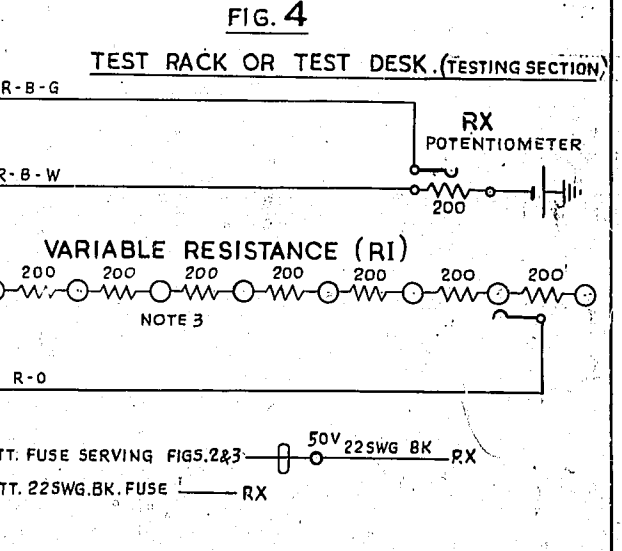 FIG. 4
TEST RACK OR TEST DESK. (TESTING SECTION)
R-B-G
RX
POTENTIOMETER
R-B-W
200
VARIABLE RESISTANCE (RI)
200 200 200 200 200 200 200
NOTE 3
R-O
TT. FUSE SERVING FIGS. 2&3 50V 22SWG BK RX
TT. 22SWG. BK. FUSE RX